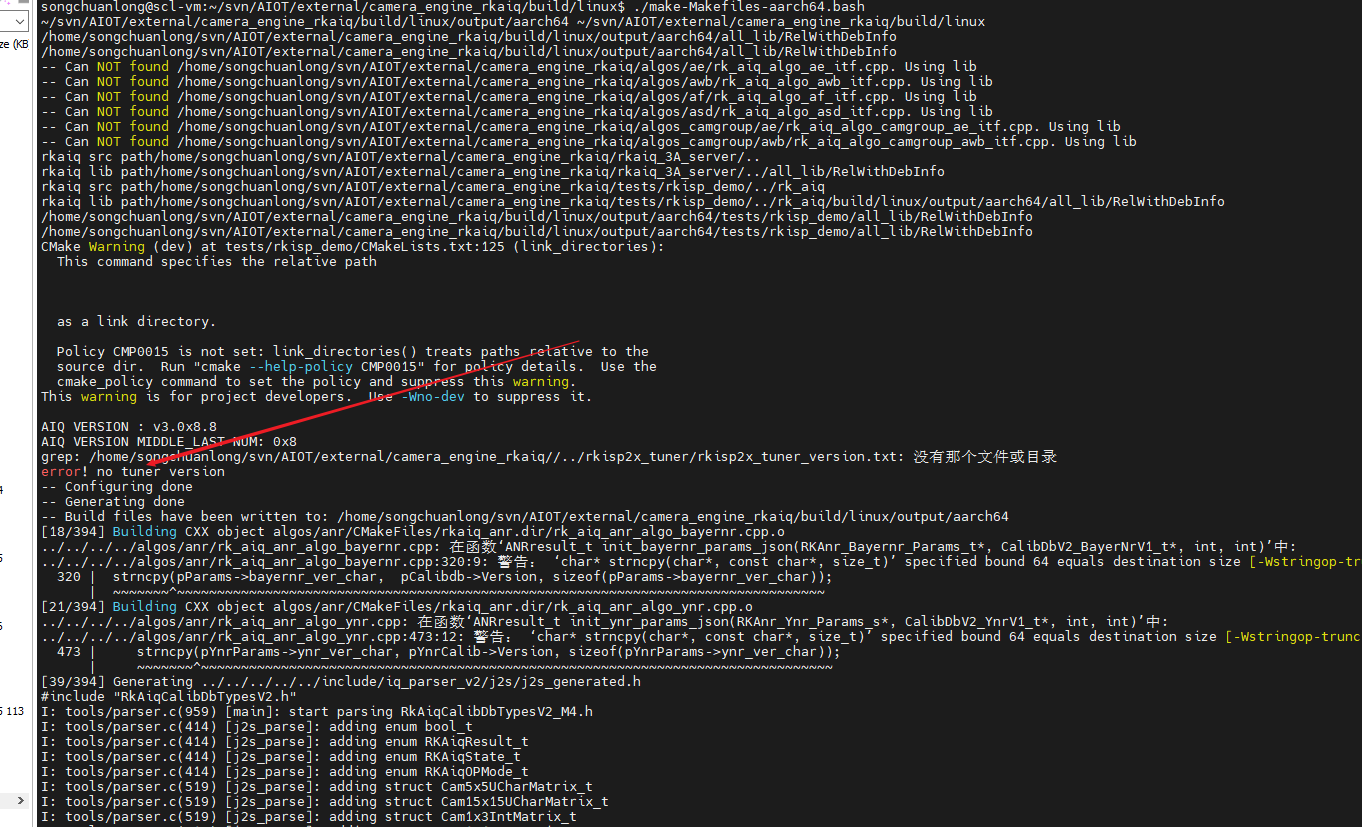 songchuanlong@scl-vm:~/svn/AIOT/external/camera_engine_rkaiq/build/linux$ ./make-Makefiles-aarch64.bash
~/svn/AIOT/external/camera_engine_rkaiq/build/linux/output/aarch64 ~/svn/AIOT/external/camera_engine_rkaiq/build/linux
/home/songchuanlong/svn/AIOT/external/camera_engine_rkaiq/build/linux/output/aarch64/all_lib/RelWithDebInfo
ze (KB
/home/songchuanlong/svn/AIOT/external/camera_engine_rkaiq/build/linux/output/aarch64/all_lib/RelWithDebInfo
-- Can NOT found /home/songchuanlong/svn/AIOT/external/camera_engine_rkaiq/algos/ae/rk_aiq_algo_ae_itf.cpp. Using lib
-- Can NOT found /home/songchuanlong/svn/AIOT/external/camera_engine_rkaiq/algos/awb/rk_aiq_algo_awb_itf.cpp. Using lib
-- Can NOT found /home/songchuanlong/svn/AIOT/external/camera_engine_rkaiq/algos/af/rk_aiq_algo_af_itf.cpp. Using lib
-- Can NOT found /home/songchuanlong/svn/AIOT/external/camera_engine_rkaiq/algos/asd/rk_aiq_algo_asd_itf.cpp. Using lib
-- Can NOT found /home/songchuanlong/svn/AIOT/external/camera_engine_rkaiq/algos_camgroup/ae/rk_aiq_algo_camgroup_ae_itf.cpp. Using lib
-- Can NOT found /home/songchuanlong/svn/AIOT/external/camera_engine_rkaiq/algos_camgroup/awb/rk_aiq_algo_camgroup_awb_itf.cpp. Using lib
rkaiq src path/home/songchuanlong/svn/AIOT/external/camera_engine_rkaiq/rkaiq_3A_server/..
rkaiq lib path/home/songchuanlong/svn/AIOT/external/camera_engine_rkaiq/rkaiq_3A_server/../all_lib/RelWithDebInfo
rkaiq src path/home/songchuanlong/svn/AIOT/external/camera_engine_rkaiq/tests/rkisp_demo/../rk_aiq
rkaiq lib path/home/songchuanlong/svn/AIOT/external/camera_engine_rkaiq/tests/rkisp_demo/../rk_aiq/build/linux/output/aarch64/all_lib/RelWithDebInfo
/home/songchuanlong/svn/AIOT/external/camera_engine_rkaiq/build/linux/output/aarch64/tests/rkisp_demo/all_lib/RelWithDebInfo
/home/songchuanlong/svn/AIOT/external/camera_engine_rkaiq/build/linux/output/aarch64/tests/rkisp_demo/all_lib/RelWithDebInfo
CMake Warning (dev) at tests/rkisp_demo/CMakeLists.txt:125 (link_directories):
This command specifies the relative path
as a link directory.
Policy CMP0015 is not set: link_directories() treats paths relative to the
source dir.  Run "cmake --help-policy CMP0015" for policy details.  Use the
cmake_policy command to set the policy and suppress this warning.
This warning is for project developers.  Use -Wno-dev to suppress it.
AIQ VERSION : v3.0x8.8
AIQ VERSION MIDDLE_LAST NUM: 0x8
grep: /home/songchuanlong/svn/AIOT/external/camera_engine_rkaiq//../rkisp2x_tuner/rkisp2x_tuner_version.txt: 没有那个文件或目录
error! no tuner version
-- Configuring done
4
-- Generating done
-- Build files have been written to: /home/songchuanlong/svn/AIOT/external/camera_engine_rkaiq/build/linux/output/aarch64
[18/394] Building CXX object algos/anr/CMakeFiles/rkaiq_anr.dir/rk_aiq_anr_algo_bayernr.cpp.o
../../../../algos/anr/rk_aiq_anr_algo_bayernr.cpp: 在函数‘ANRresult_t init_bayernr_params_json(RKAnr_Bayernr_Params_t*, CalibDbV2_BayerNrV1_t*, int, int)’中:
5
../../../../algos/anr/rk_aiq_anr_algo_bayernr.cpp:320:9: 警告： ‘char* strncpy(char*, const char*, size_t)’ specified bound 64 equals destination size [-Wstringop-tr
320 |  strncpy(pParams->bayernr_ver_char,  pCalibdb->Version, sizeof(pParams->bayernr_ver_char));
|  ~~~~~~~^~~~~~~~~~~~~~~~~~~~~~~~~~~~~~~~~~~~~~~~~~~~~~~~~~~~~~~~~~~~~~~~~~~~~~~~~~~~~~~~~
[21/394] Building CXX object algos/anr/CMakeFiles/rkaiq_anr.dir/rk_aiq_anr_algo_ynr.cpp.o
../../../../algos/anr/rk_aiq_anr_algo_ynr.cpp: 在函数‘ANRresult_t init_ynr_params_json(RKAnr_Ynr_Params_s*, CalibDbV2_YnrV1_t*, int, int)’中:
5
../../../../algos/anr/rk_aiq_anr_algo_ynr.cpp:473:12: 警告： ‘char* strncpy(char*, const char*, size_t)’ specified bound 64 equals destination size [-Wstringop-trunc
473 |     strncpy(pYnrParams->ynr_ver_char, pYnrCalib->Version, sizeof(pYnrParams->ynr_ver_char));
|     ~~~~~~~^~~~~~~~~~~~~~~~~~~~~~~~~~~~~~~~~~~~~~~~~~~~~~~~~~~~~~~~~~~~~~~~~~~~~~~~~~~~~~~
[39/394] Generating ../../../../../include/iq_parser_v2/j2s/j2s_generated.h
#include "RkAiqCalibDbTypesV2.h"
5 113
I: tools/parser.c(959) [main]: start parsing RkAiqCalibDbTypesV2_M4.h
I: tools/parser.c(414) [j2s_parse]: adding enum bool_t
I: tools/parser.c(414) [j2s_parse]: adding enum RKAiqResult_t
I: tools/parser.c(414) [j2s_parse]: adding enum RKAiqState_t
I: tools/parser.c(414) [j2s_parse]: adding enum RKAiqOPMode_t
I: tools/parser.c(519) [j2s_parse]: adding struct Cam5x5UCharMatrix_t
I: tools/parser.c(519) [j2s_parse]: adding struct Cam15x15UCharMatrix_t
I: tools/parser.c(519) [j2s_parse]: adding struct Cam1x3IntMatrix_t